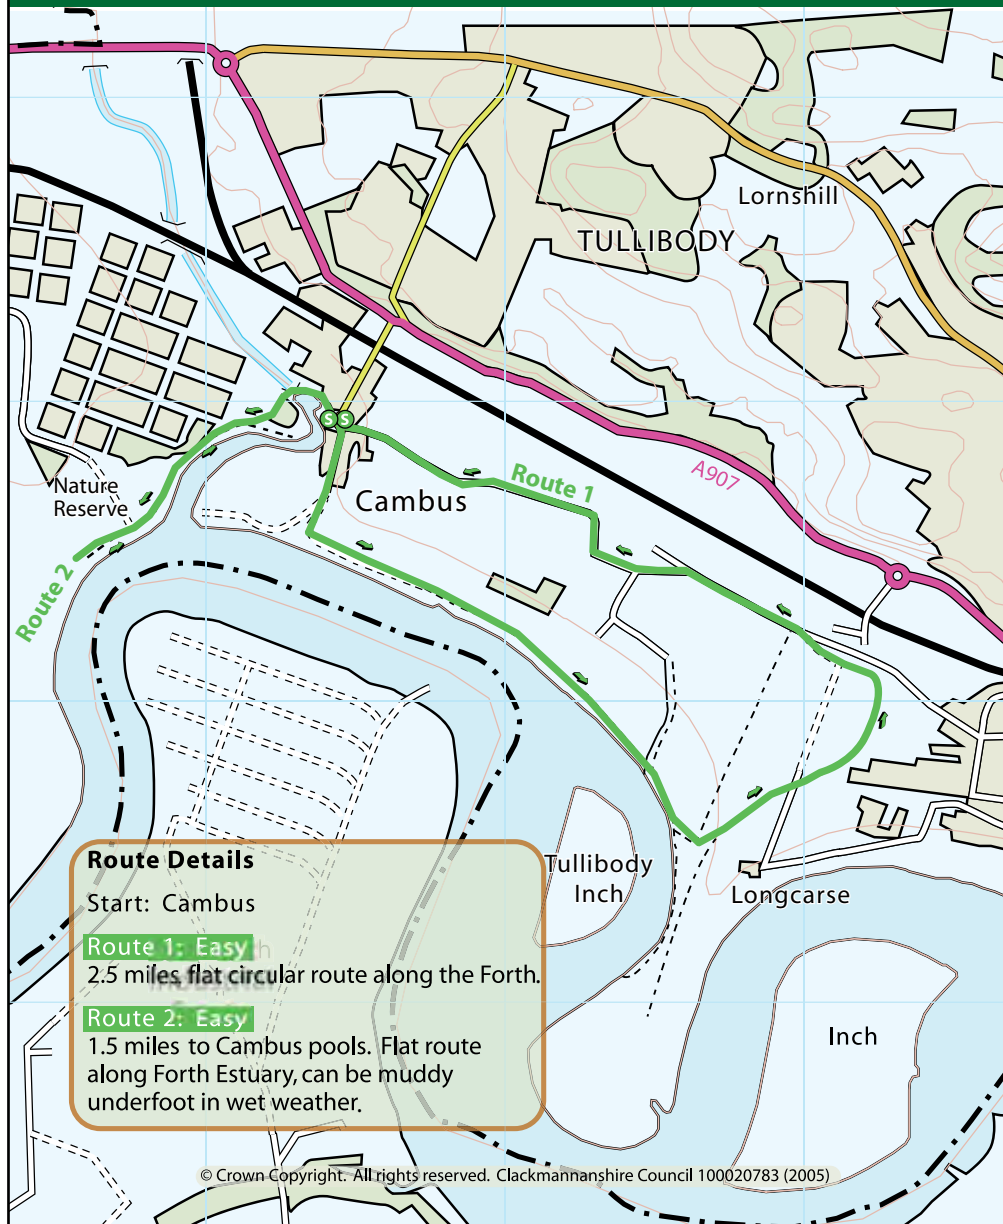 Lornshill
TULLIBODY
S S
Nature
Reserve
Cambus
Route 1
A907
Route 2
Tullibody
Inch
Longcarse
Inch
Route Details
Start: Cambus
Route 1: Easy
2.5 miles flat circular route along the Forth.
Route 2: Easy
1.5 miles to Cambus pools. Flat route
along Forth Estuary, can be muddy
underfoot in wet weather.
© Crown Copyright. All rights reserved. Clackmannanshire Council 100020783 (2005)